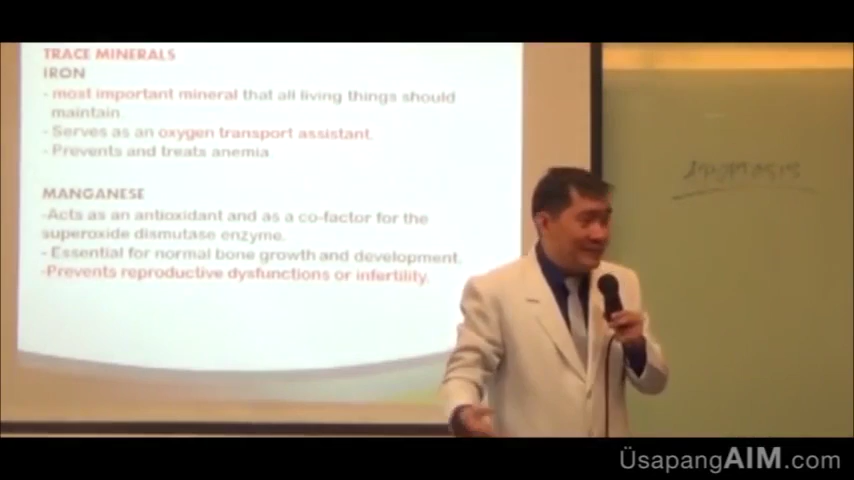 TRACE MINERALS
IRON
- most important mineral that all living things should
maintain.
- Serves as an oxygen transport assistant.
- Prevents and treats anemia
MANGANESE
-Acts as an antioxidant and as a co-factor for the
superoxide dismutase enzyme.
- Essential for normal bone growth and development.
-Prevents reproductive dysfunctions or infertility.
ÜsapangAIM.com